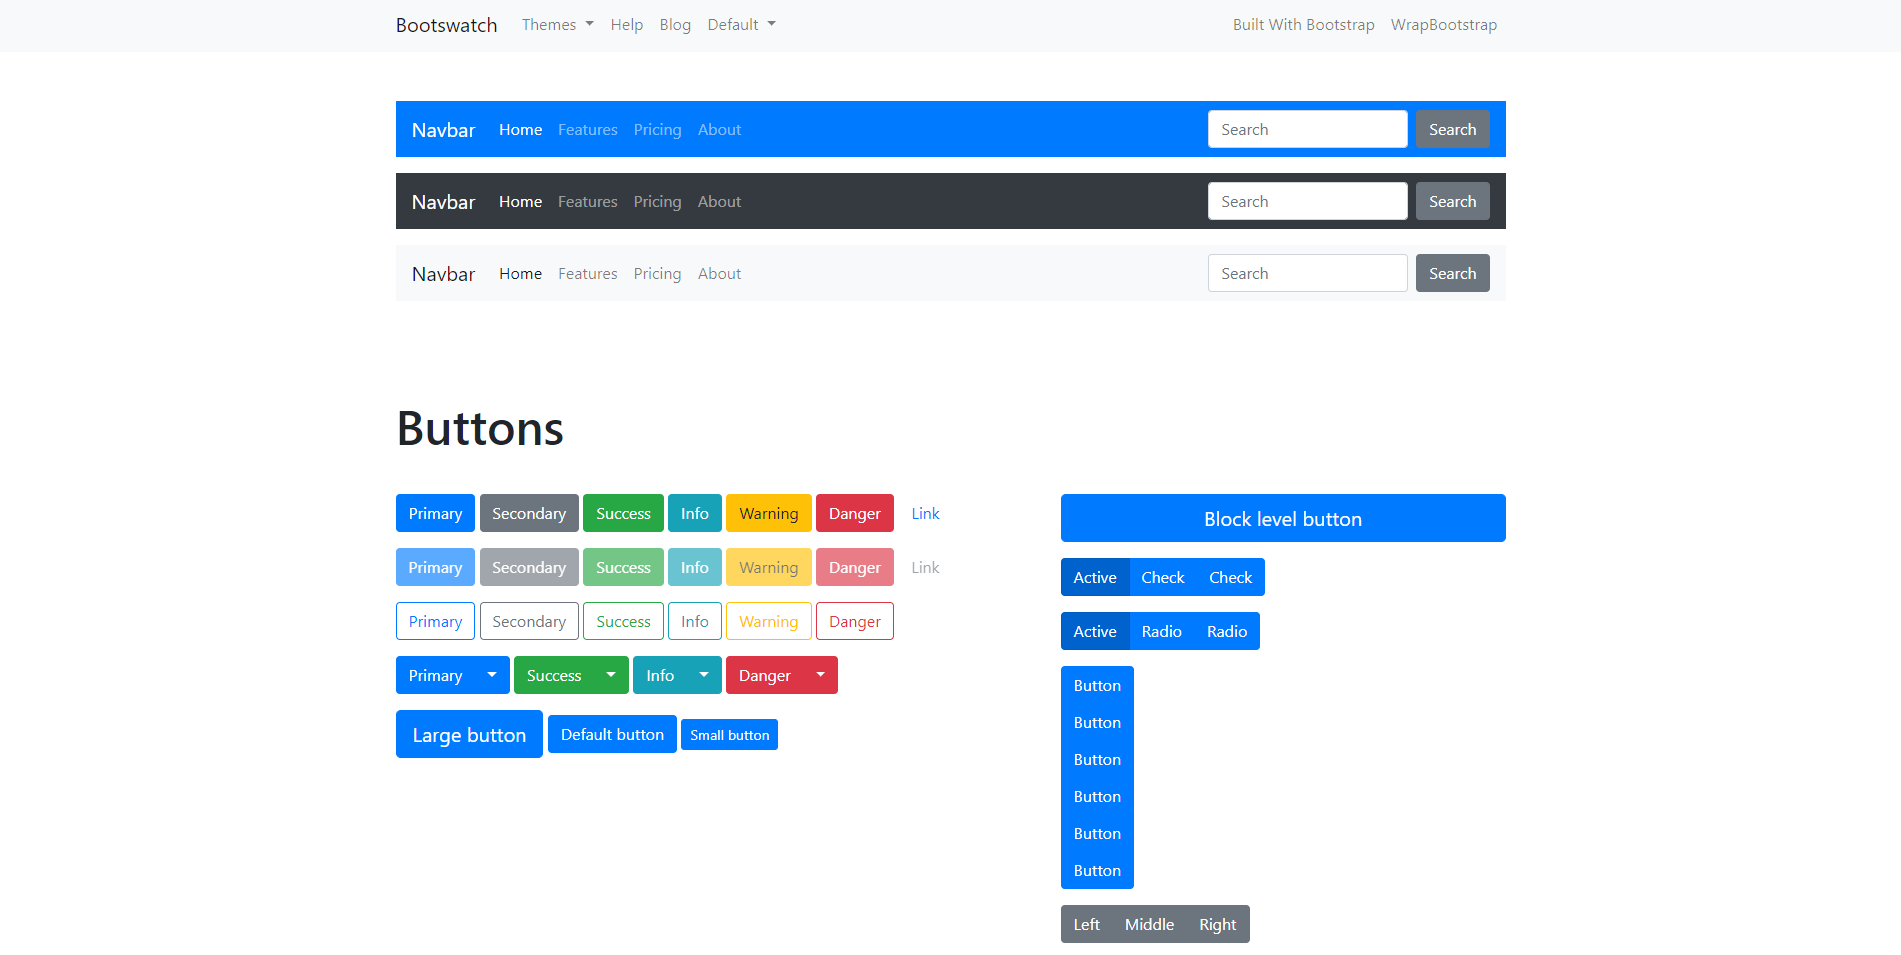 Bootswatch Themes Help Blog Default Built With Bootstrap WrapBootstrap
Navbar Home Features Pricing About Search Search
Navbar Home Features Pricing About Search Search
Navbar Home Features Pricing About Search Search
Buttons
Primary Secondary Success Info Warning Danger Link
Primary Secondary Success Info Warning Danger Link
Primary Secondary Success Info Warning Danger
Primary Success Info Danger
Large button Default button Small button
Block level button
Active Check Check
Active Radio Radio
Button
Button
Button
Button
Button
Button
Left Middle Right